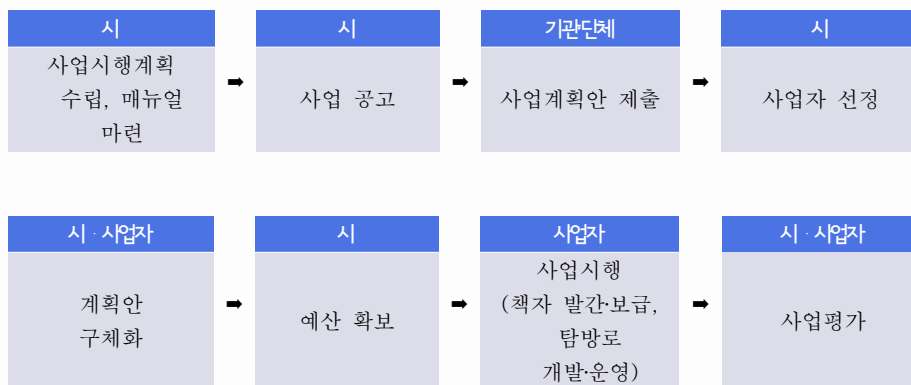 시
시
기관단체
시
사업시행계획
수립, 매뉴얼
마련
➡
사업 공고
➡
사업계획안 제출
➡
사업자 선정
시·사업자
시
사업자
시·사업자
계획안
구체화
➡
예산 확보
➡
사업시행
(책자 발간·보급,
탐방로
개발·운영)
➡
사업평가